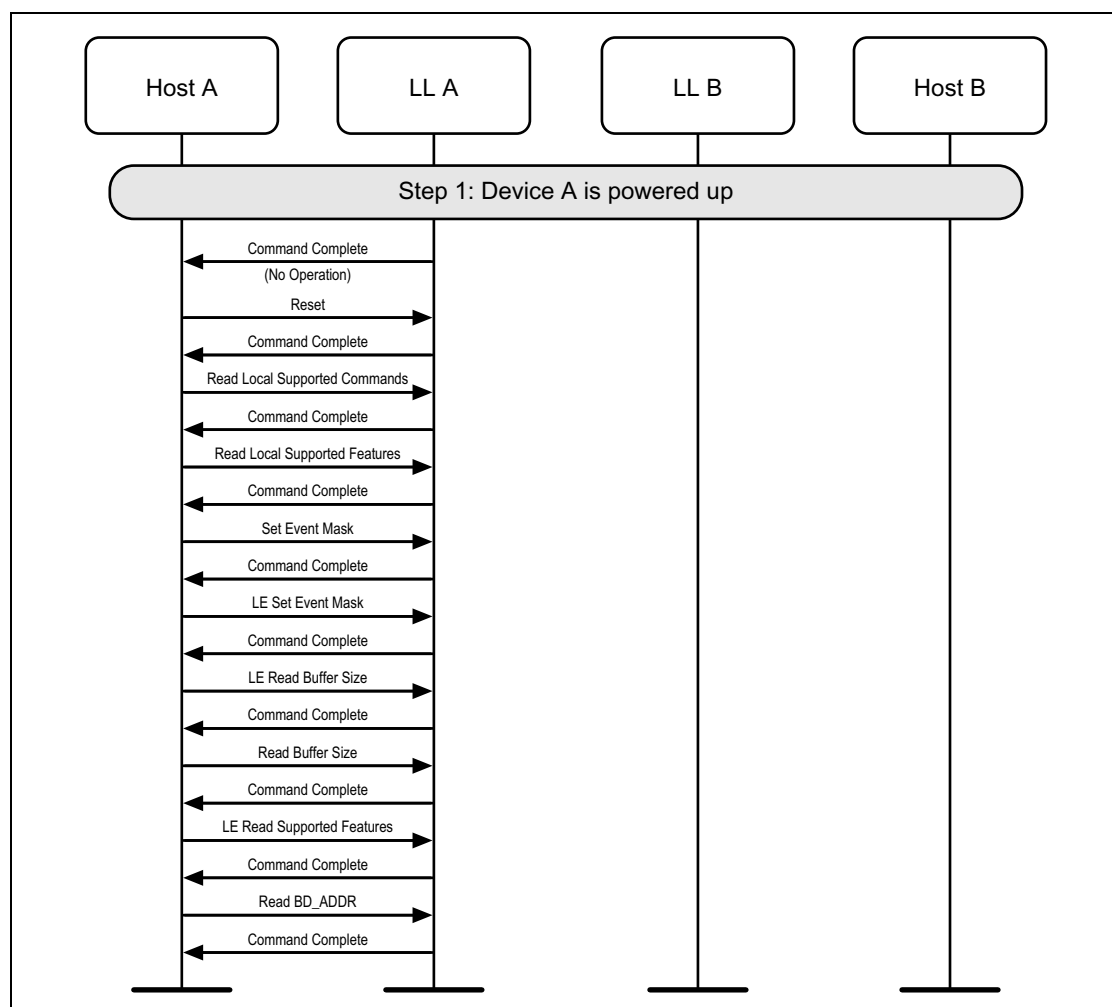 Host A
LL A
LL B
Host B
Step 1: Device A is powered up
Command Complete
(No Operation)
Reset
Command Complete
Read Local Supported Commands
Command Complete
Read Local Supported Features
Command Complete
Set Event Mask
Command Complete
LE Set Event Mask
Command Complete
LE Read Buffer Size
Command Complete
Read Buffer Size
Command Complete
LE Read Supported Features
Command Complete
Read BD_ADDR
Command Complete